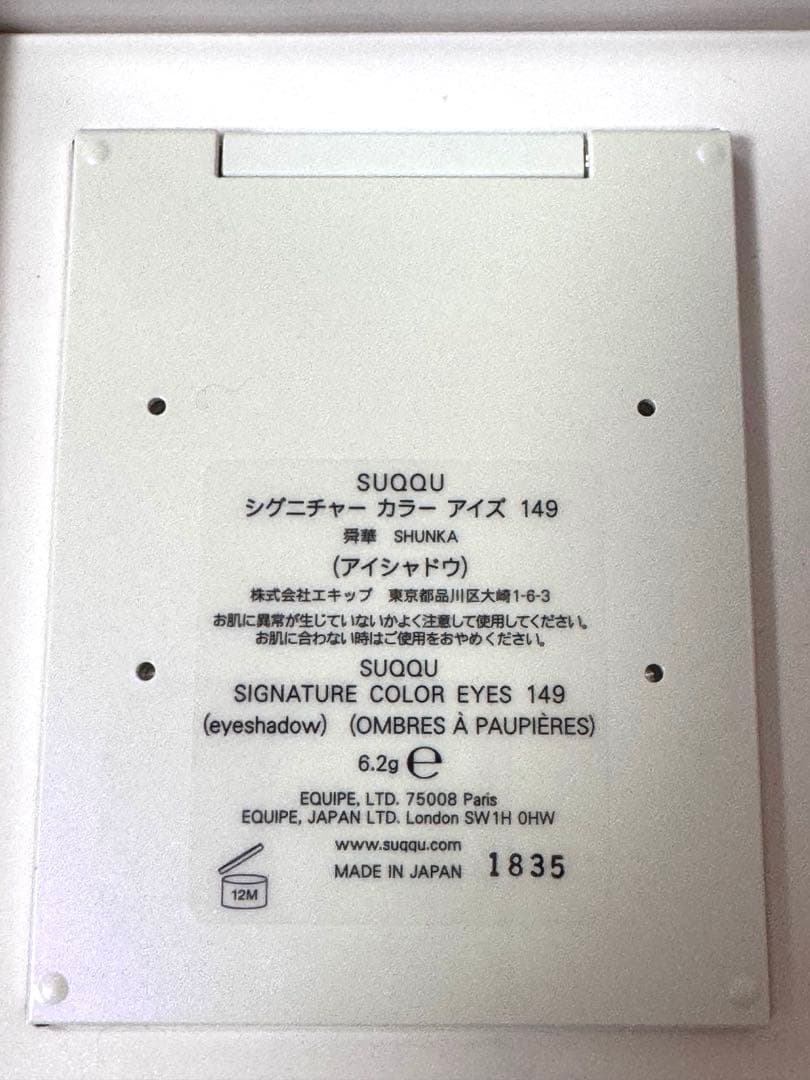 SUQQU
シグニチャー カラー アイズ 149
舜華 SHUNKA
(アイシャドウ)
株式会社エキップ 東京都品川区大崎1-6-3
お肌に異常が生じていないかよく注意して使用してください。
お肌に合わない時はご使用をおやめください。
SUQQU
SIGNATURE COLOR EYES 149
(eyeshadow) (OMBRES À PAUPIÈRES)
6.2g ℮
EQUIPE, LTD. 75008 Paris
EQUIPE, JAPAN LTD. London SW1H 0HW
www.suqqu.com
MADE IN JAPAN 1835
12M